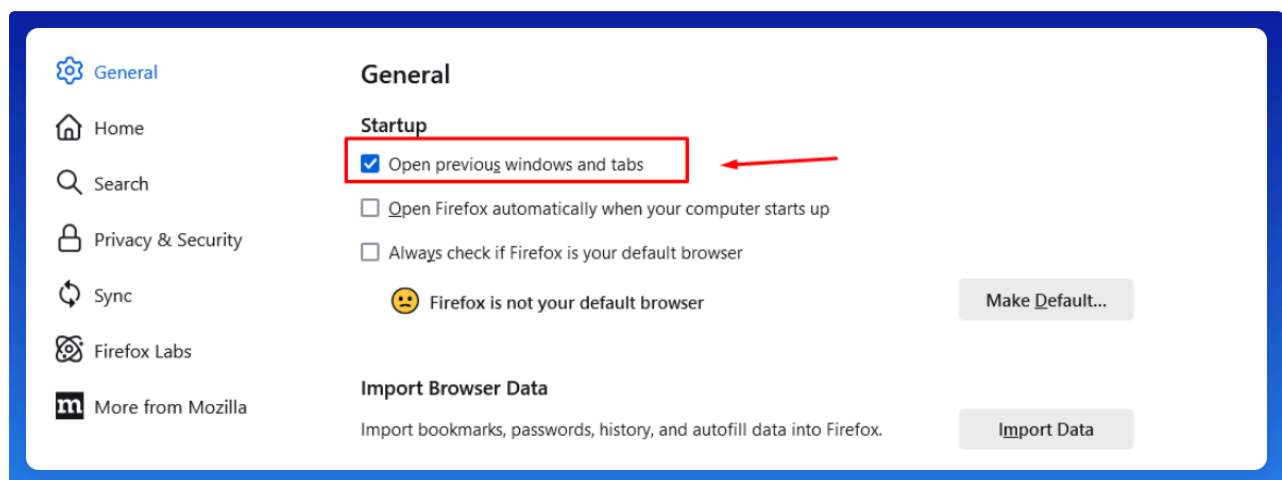 General
Home
Search
Privacy & Security
Sync
Firefox Labs
More from Mozilla
General
Startup
Open previous windows and tabs
Open Firefox automatically when your computer starts up
Always check if Firefox is your default browser
Firefox is not your default browser
Make Default...
Import Browser Data
Import bookmarks, passwords, history, and autofill data into Firefox.
Import Data